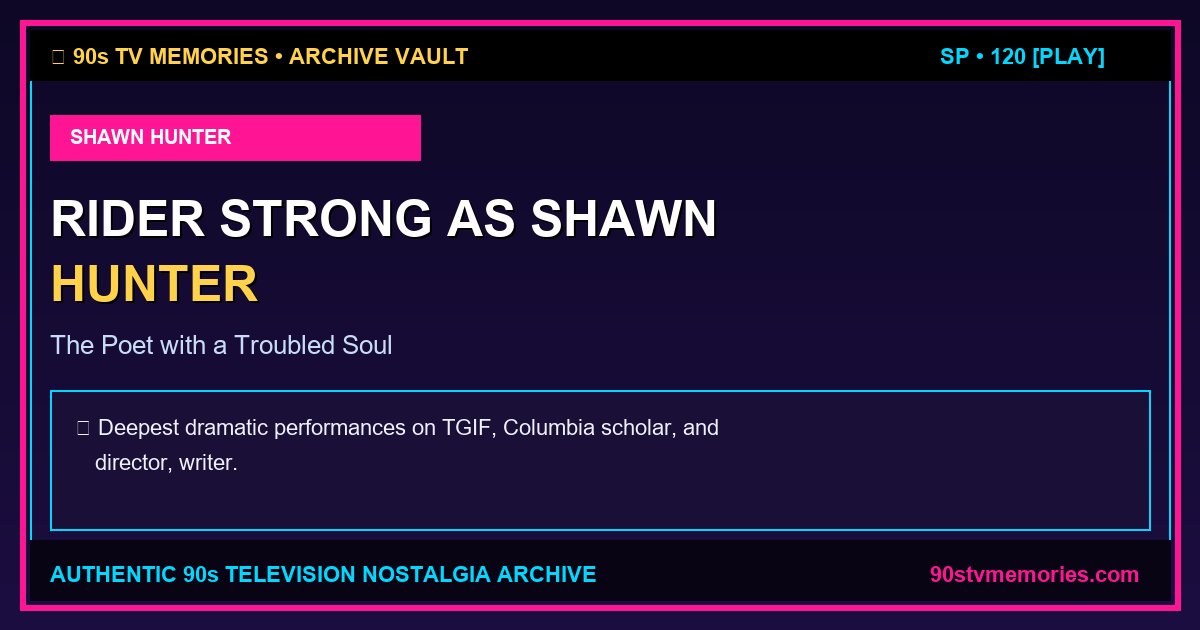 90s TV MEMORIES • ARCHIVE VAULT
SP • 120 [PLAY]
SHAWN HUNTER
RIDER STRONG AS SHAWN
HUNTER
The Poet with a Troubled Soul
Deepest dramatic performances on TGIF, Columbia scholar, and
director, writer.
AUTHENTIC 90s TELEVISION NOSTALGIA ARCHIVE
90stvmemories.com